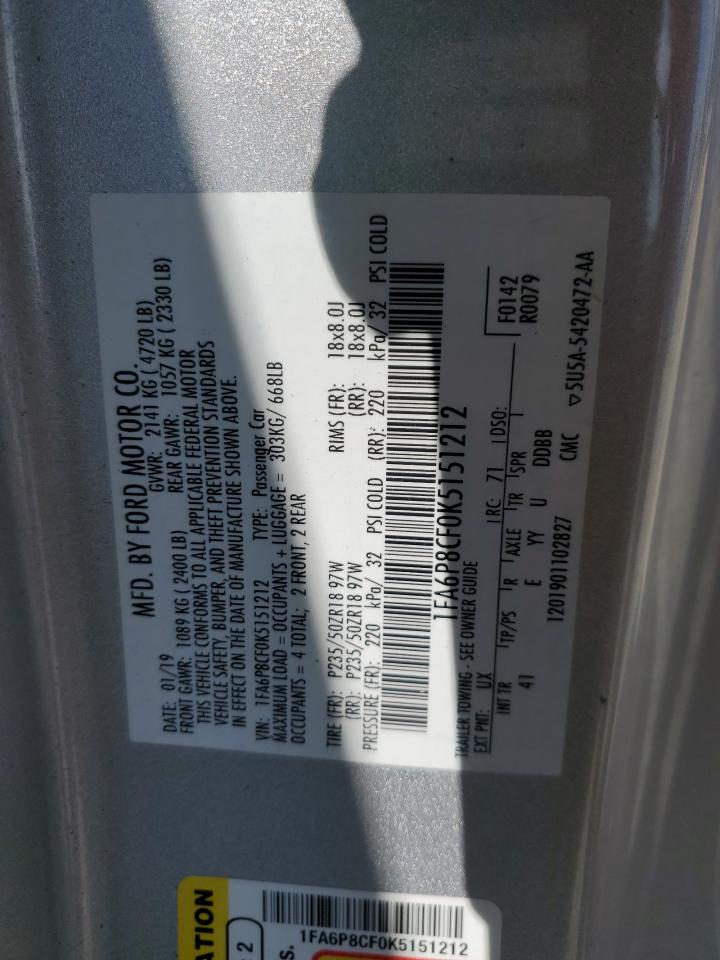 MFD. BY FORD MOTOR CO.
DATE: 01/19 GVWR: 2141 KG ( 4720 LB)
FRONT GAWR: 1089 KG ( 2400 LB) REAR GAWR: 1057 KG ( 2330 LB)
THIS VEHICLE CONFORMS TO ALL APPLICABLE FEDERAL MOTOR
VEHICLE SAFETY, BUMPER, AND THEFT PREVENTION STANDARDS
IN EFFECT ON THE DATE OF MANUFACTURE SHOWN ABOVE.
VIN: 1FA6P8CF0K5151212 TYPE: Passenger Car
MAXIMUM LOAD = OCCUPANTS + LUGGAGE = 303KG/ 668LB
OCCUPANTS = 4 TOTAL; 2 FRONT, 2 REAR
TIRE (FR): P235/50ZR18 97W RIMS (FR): 18x8.0J
(RR): P235/50ZR18 97W (RR): 18x8.0J
PRESSURE (FR): 220 kPa/ 32 PSI COLD (RR): 220 kPa/ 32 PSI COLD
1FA6P8CF0K5151212
TRAILER TOWING - SEE OWNER GUIDE
EXT PNT: UX RC: 71 DSO: F0142
INT TR TP/PS R AXLE TR SPR R0079
41 E YY U DDBB
1201901102827 CMC ▽5U5A-5420472-AA
ATION
2
s.
1FA6P8CF0K5151212